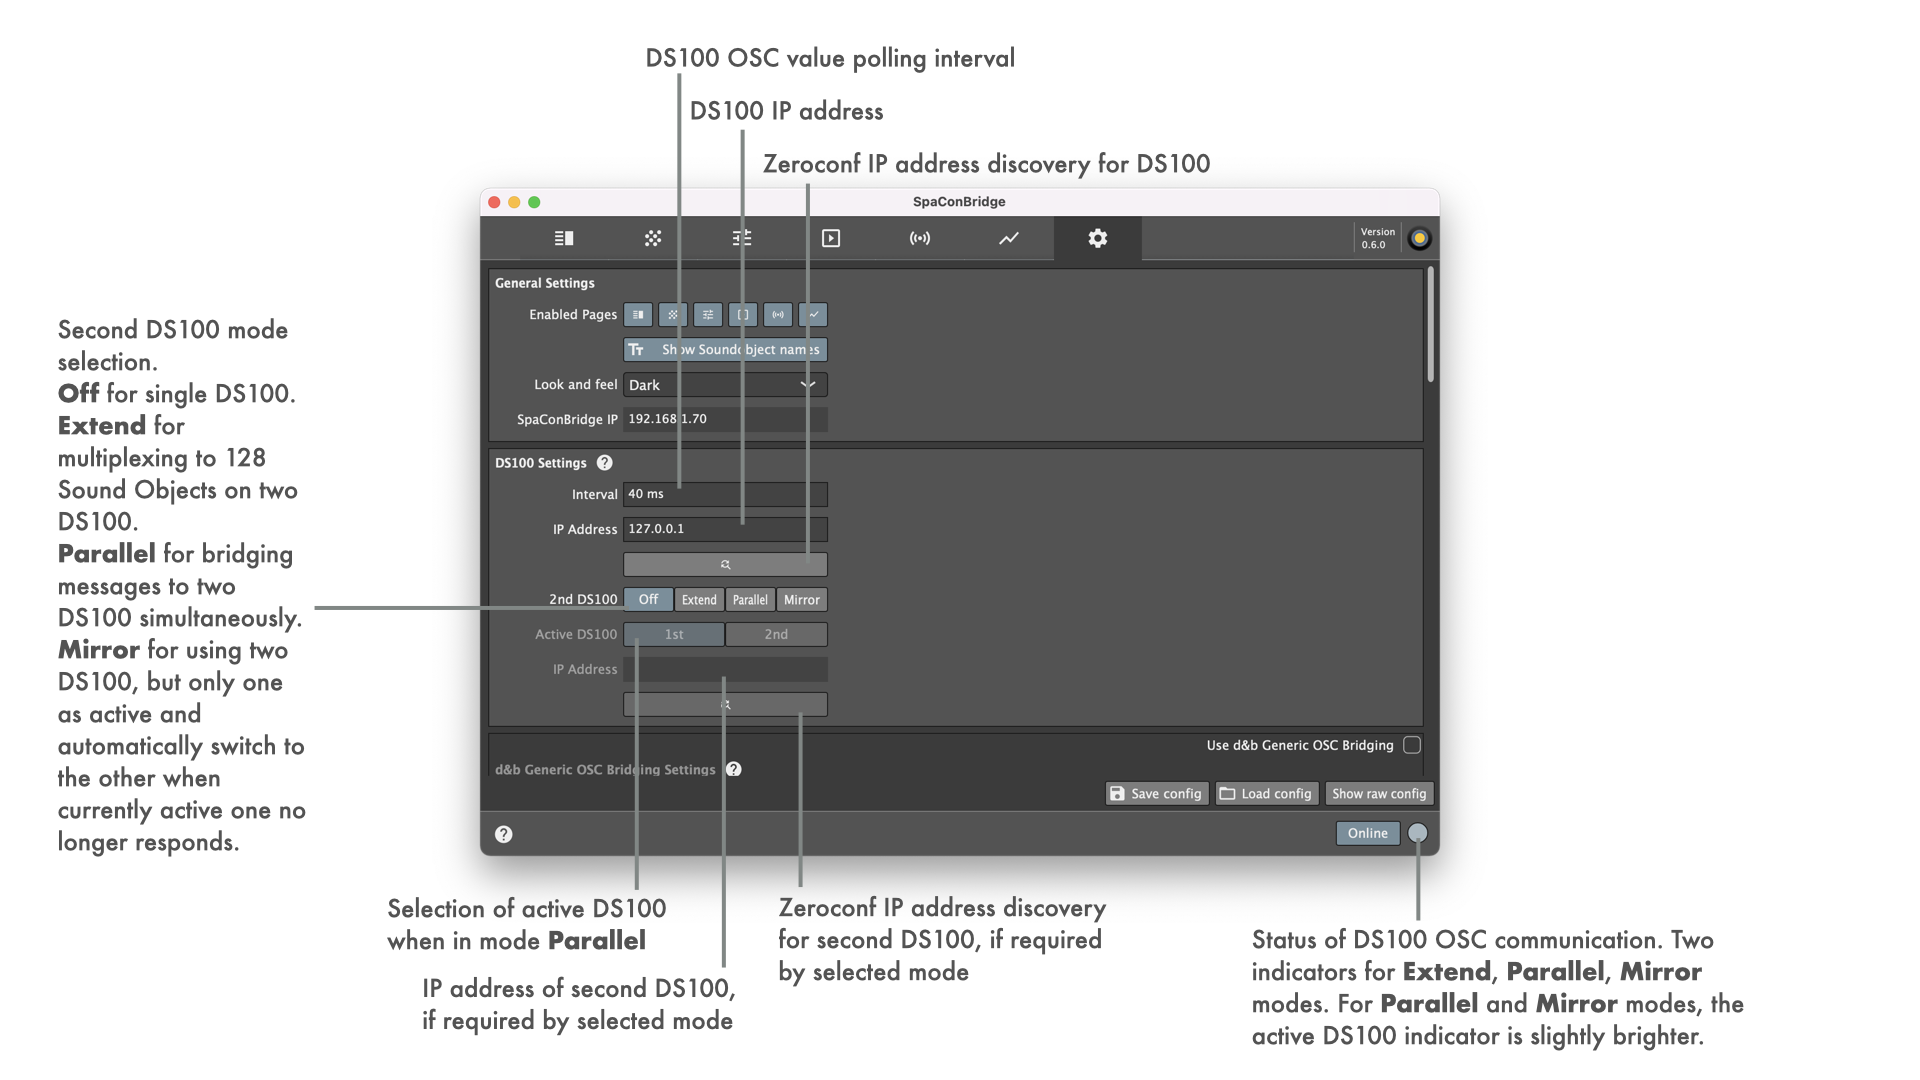 DS100 OSC value polling interval
DS100 IP address
Zeroconf IP address discovery for DS100
SpaConBridge
Version
0.6.0
General Settings
Enabled Pages
Tт Show Soundobject names
Look and feel Dark
SpaConBridge IP 192.168.1.70
DS100 Settings ?
Interval 40 ms
IP Address 127.0.0.1
2nd DS100 Off Extend Parallel Mirror
Active DS100 1st 2nd
IP Address
Use d&b Generic OSC Bridging
d&b Generic OSC Bridging Settings ?
Save config Load config Show raw config
? Online
Second DS100 mode
selection.
Off for single DS100.
Extend for
multiplexing to 128
Sound Objects on two
DS100.
Parallel for bridging
messages to two
DS100 simultaneously.
Mirror for using two
DS100, but only one
as active and
automatically switch to
the other when
currently active one no
longer responds.
Selection of active DS100
when in mode Parallel
IP address of second DS100,
if required by selected mode
Zeroconf IP address discovery
for second DS100, if required
by selected mode
Status of DS100 OSC communication. Two
indicators for Extend, Parallel, Mirror
modes. For Parallel and Mirror modes, the
active DS100 indicator is slightly brighter.